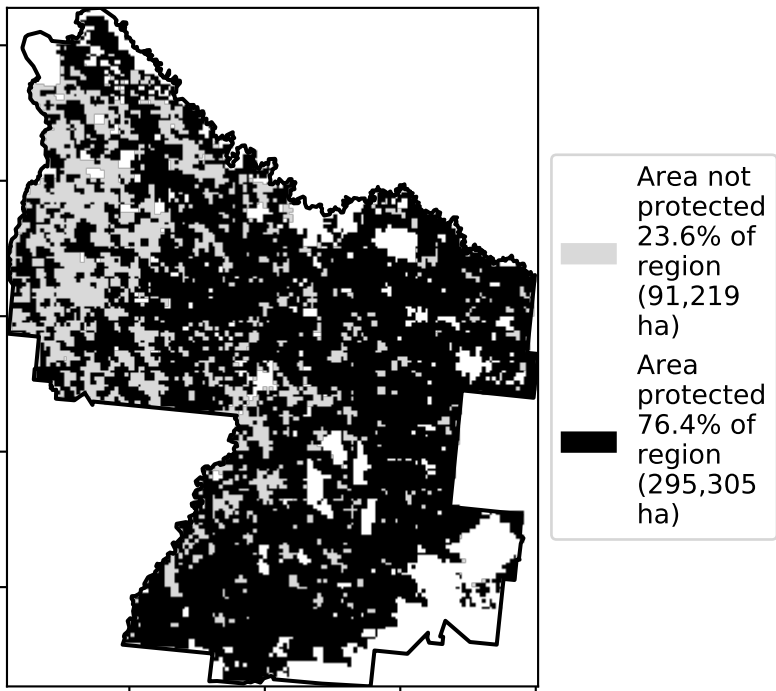 Area not
protected
23.6% of
region
(91,219
ha)
Area
protected
76.4% of
region
(295,305
ha)